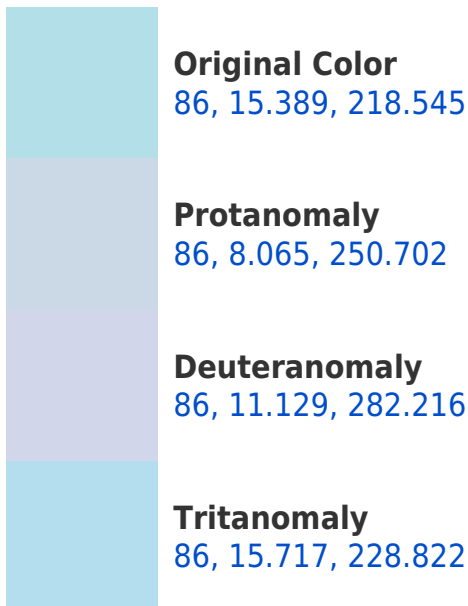 Original Color
86, 15.389, 218.545
Protanomaly
86, 8.065, 250.702
Deuteranomaly
86, 11.129, 282.216
Tritanomaly
86, 15.717, 228.822